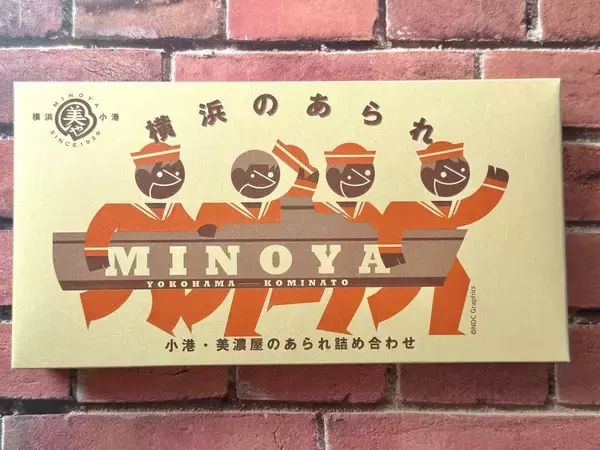 MINOYA
横浜 美や 小港
SINCE1929
横浜のあられ
MINOYA
YOKOHAMA KOMINATO
©NDC Graphics
小港・美濃屋のあられ詰め合わせ